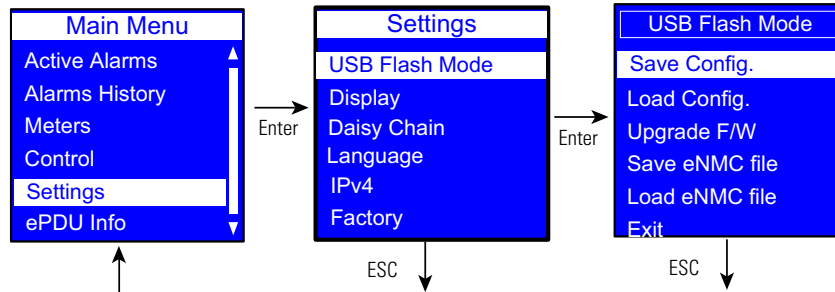 Main Menu
Active Alarms
Alarms History
Meters
Control
Settings
ePDU Info
Enter
Settings
USB Flash Mode
Display
Daisy Chain
Language
IPv4
Factory
ESC
Enter
USB Flash Mode
Save Config.
Load Config.
Upgrade F/W
Save eNMC file
Load eNMC file
Exit
ESC